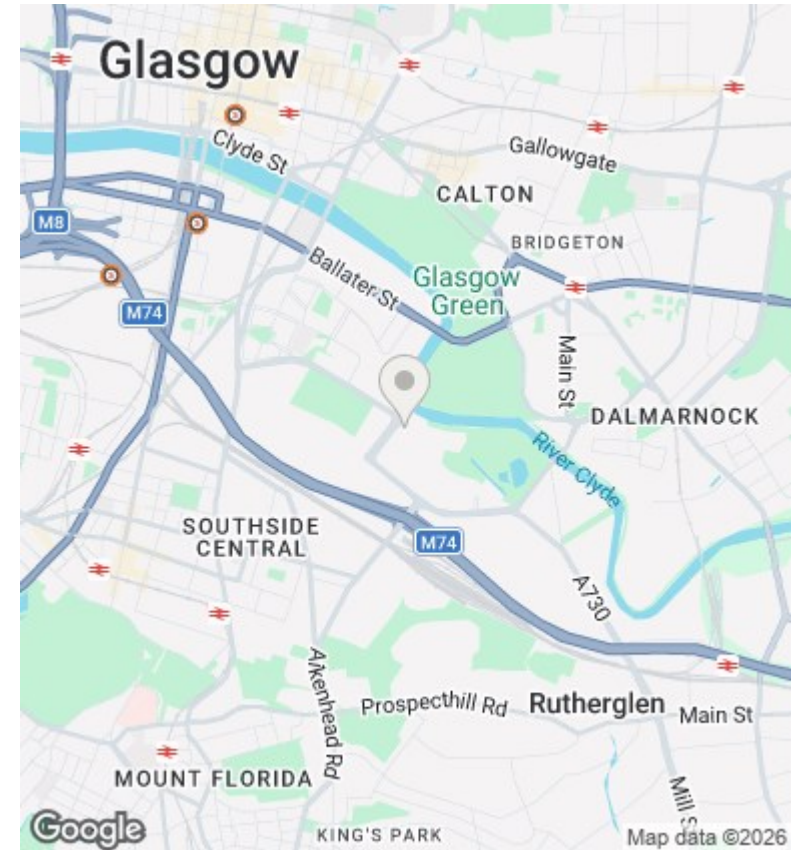 Glasgow
Clyde St
Gallowgate
CALTON
M8
BRIDGETON
Ballater St
Glasgow
Green
M74
Main St
DALMARNOCK
River Clyde
SOUTHSIDE
CENTRAL
M74
A730
Aikenhead Rd
Prospecthill Rd
Rutherglen
Main St
MOUNT FLORIDA
Mill S
Google
KING'S PARK
Map data ©2026